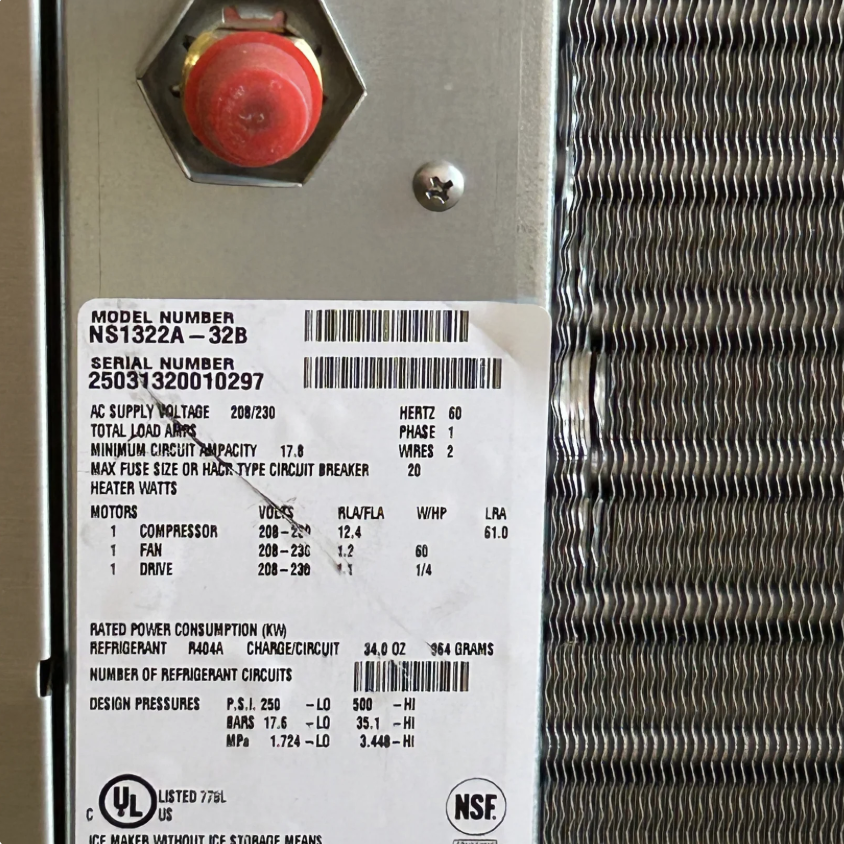 MODEL NUMBER
NS1322A-32B
SERIAL NUMBER
25031320010297
AC SUPPLY VOLTAGE 208/230 HERTZ 60
TOTAL LOAD AMPS PHASE 1
MINIMUM CIRCUIT AMPACITY 17.8 WIRES 2
MAX FUSE SIZE OR HACR TYPE CIRCUIT BREAKER 20
HEATER WATTS
MOTORS VOLTS RLA/FLA W/HP LRA
1 COMPRESSOR 208-230 12.4 61.0
1 FAN 208-230 1.2 60
1 DRIVE 208-230 1.1 1/4
RATED POWER CONSUMPTION (KW)
REFRIGERANT R404A CHARGE/CIRCUIT 34.0 OZ 964 GRAMS
NUMBER OF REFRIGERANT CIRCUITS
DESIGN PRESSURES P.S.I. 250 -LO 500 -HI
BARS 17.6 -LO 35.1 -HI
MPa 1.724-LO 3.448-HI
C UL LISTED US
NSF.
ICE MAKER WITHOUT ICE STORAGE MEANS